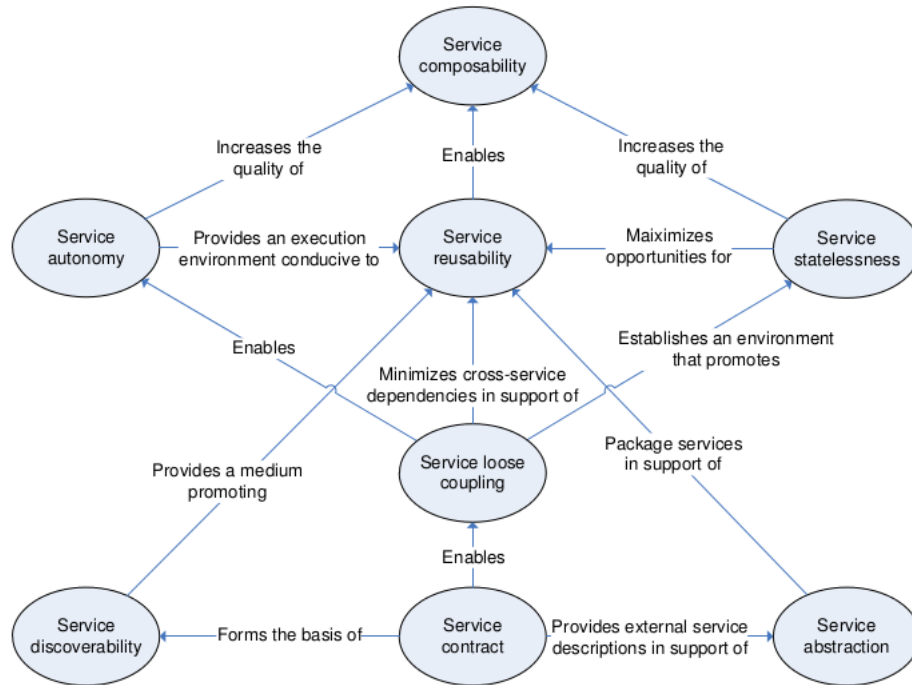 Service
composability
Increases the
quality of
Enables
Increases the
quality of
Service
autonomy
Provides an execution
environment conducive to
Service
reusability
Maiximizes
opportunities for
Service
statelessness
Enables
Minimizes cross-service
dependencies in support of
Establishes an environment
that promotes
Provides a medium
promoting
Service loose
coupling
Package services
in support of
Enables
Service
discoverability
Forms the basis of
Service
contract
Provides external service
descriptions in support of
Service
abstraction